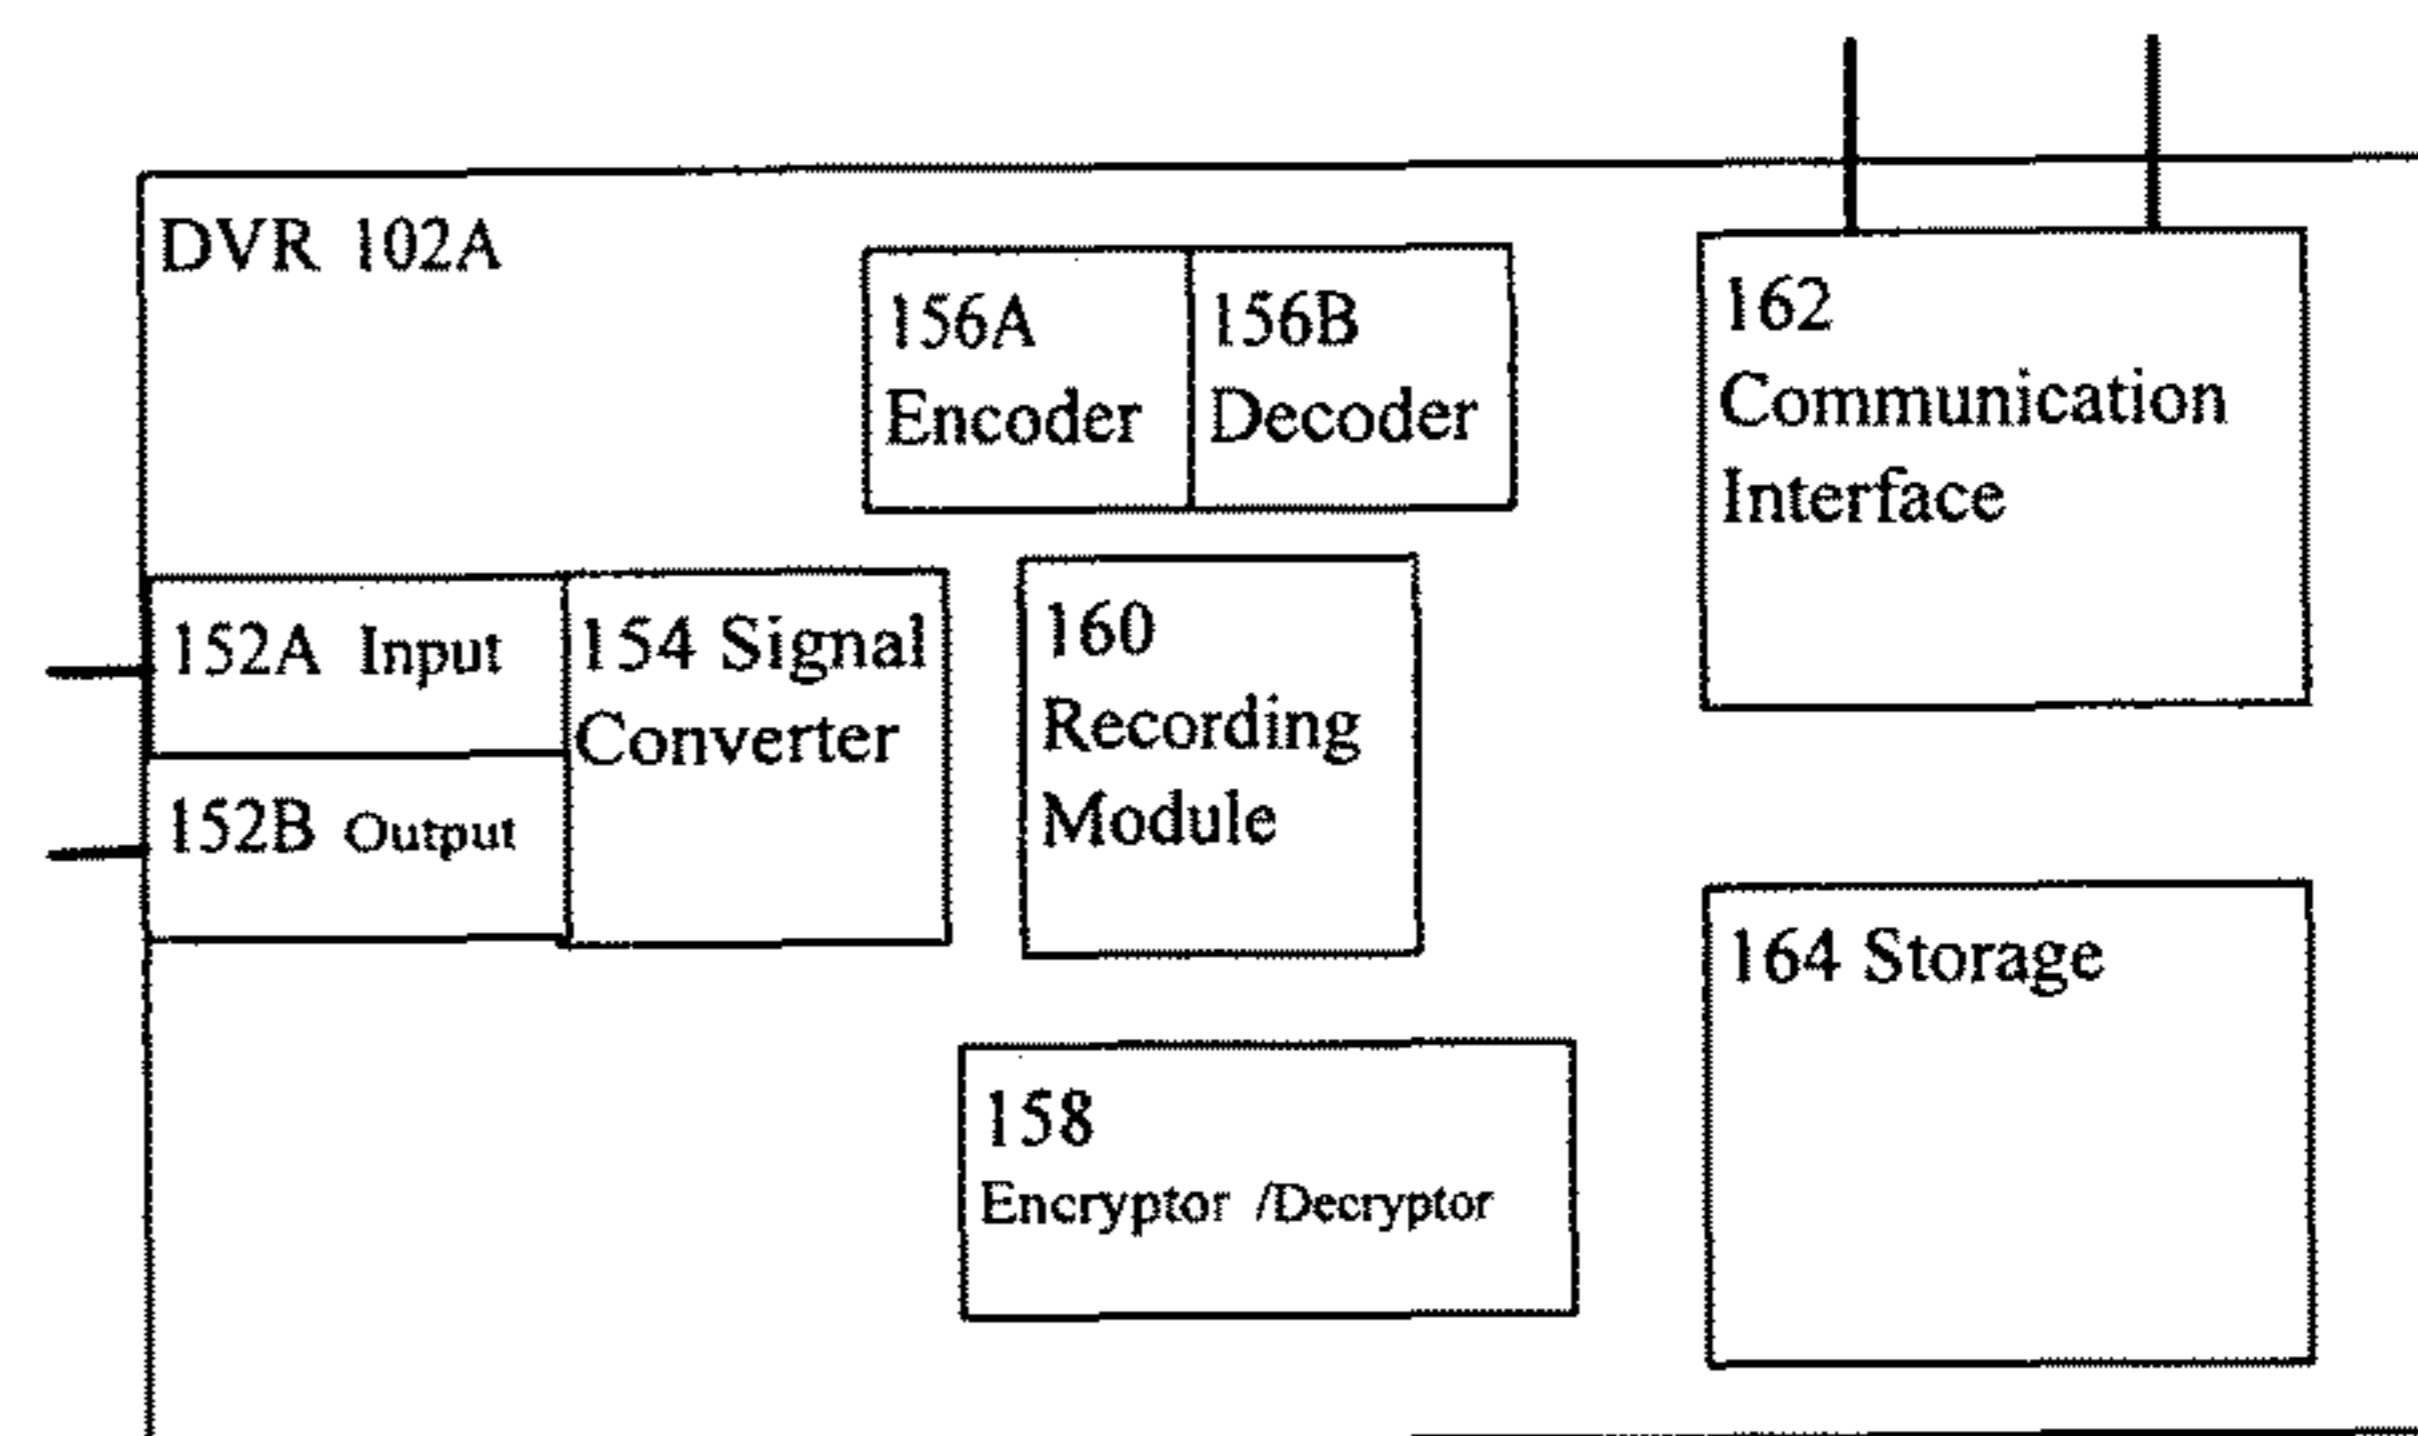 DVR 102A
156A
Encoder
156B
Decoder
162
Communication
Interface
152A Input
152B Output
154 Signal
Converter
160
Recording
Module
164 Storage
158
Encryptor /Decryptor